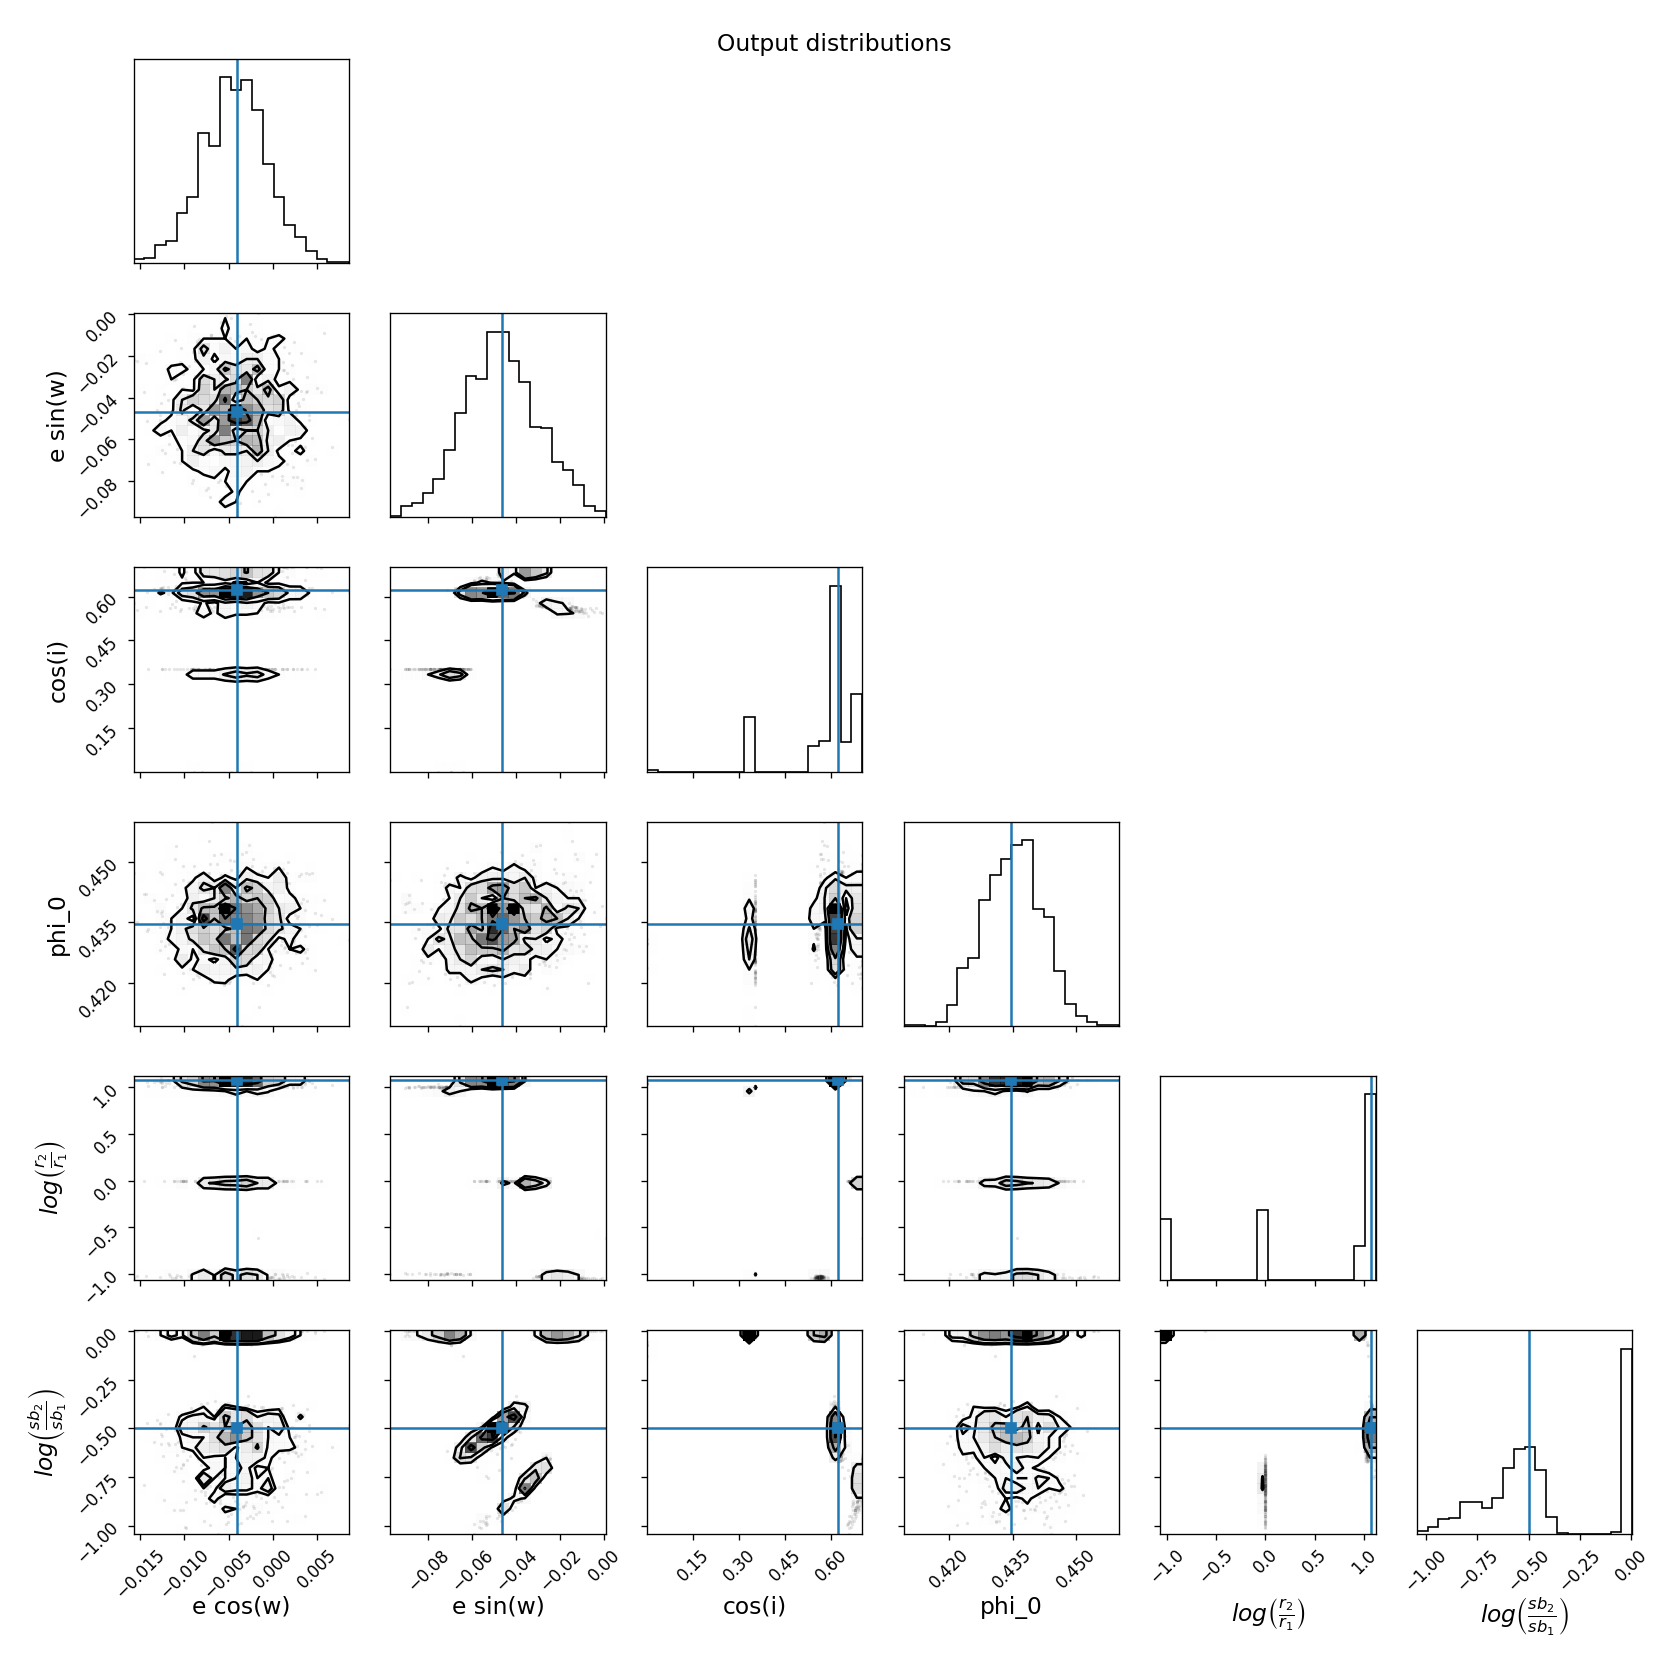 Output distributions
0.00
−0.02
−0.04
−0.06
−0.08
e sin(w)
0.60
0.45
0.30
0.15
cos(i)
0.450
0.435
0.420
phi_0
1.0
0.5
0.0
−0.5
−1.0
log(r2/r1)
0.00
−0.25
−0.50
−0.75
−1.00
log(sb2/sb1)
−0.015 −0.010 −0.005 0.000 0.005
e cos(w)
−0.08 −0.06 −0.04 −0.02 0.00
e sin(w)
0.15 0.30 0.45 0.60
cos(i)
0.420 0.435 0.450
phi_0
−1.0 −0.5 0.0 0.5 1.0
log(r2/r1)
−1.00 −0.75 −0.50 −0.25 0.00
log(sb2/sb1)